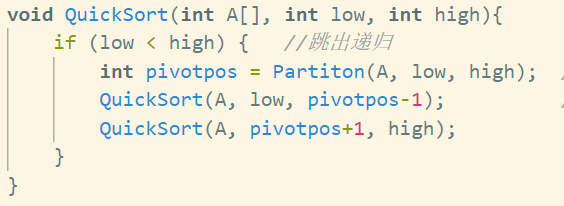 void QuickSort(int A[], int low, int high){
if (low < high) { //跳出递归
int pivotpos = Partiton(A, low, high); /
QuickSort(A, low, pivotpos-1); /
QuickSort(A, pivotpos+1, high);
}
}